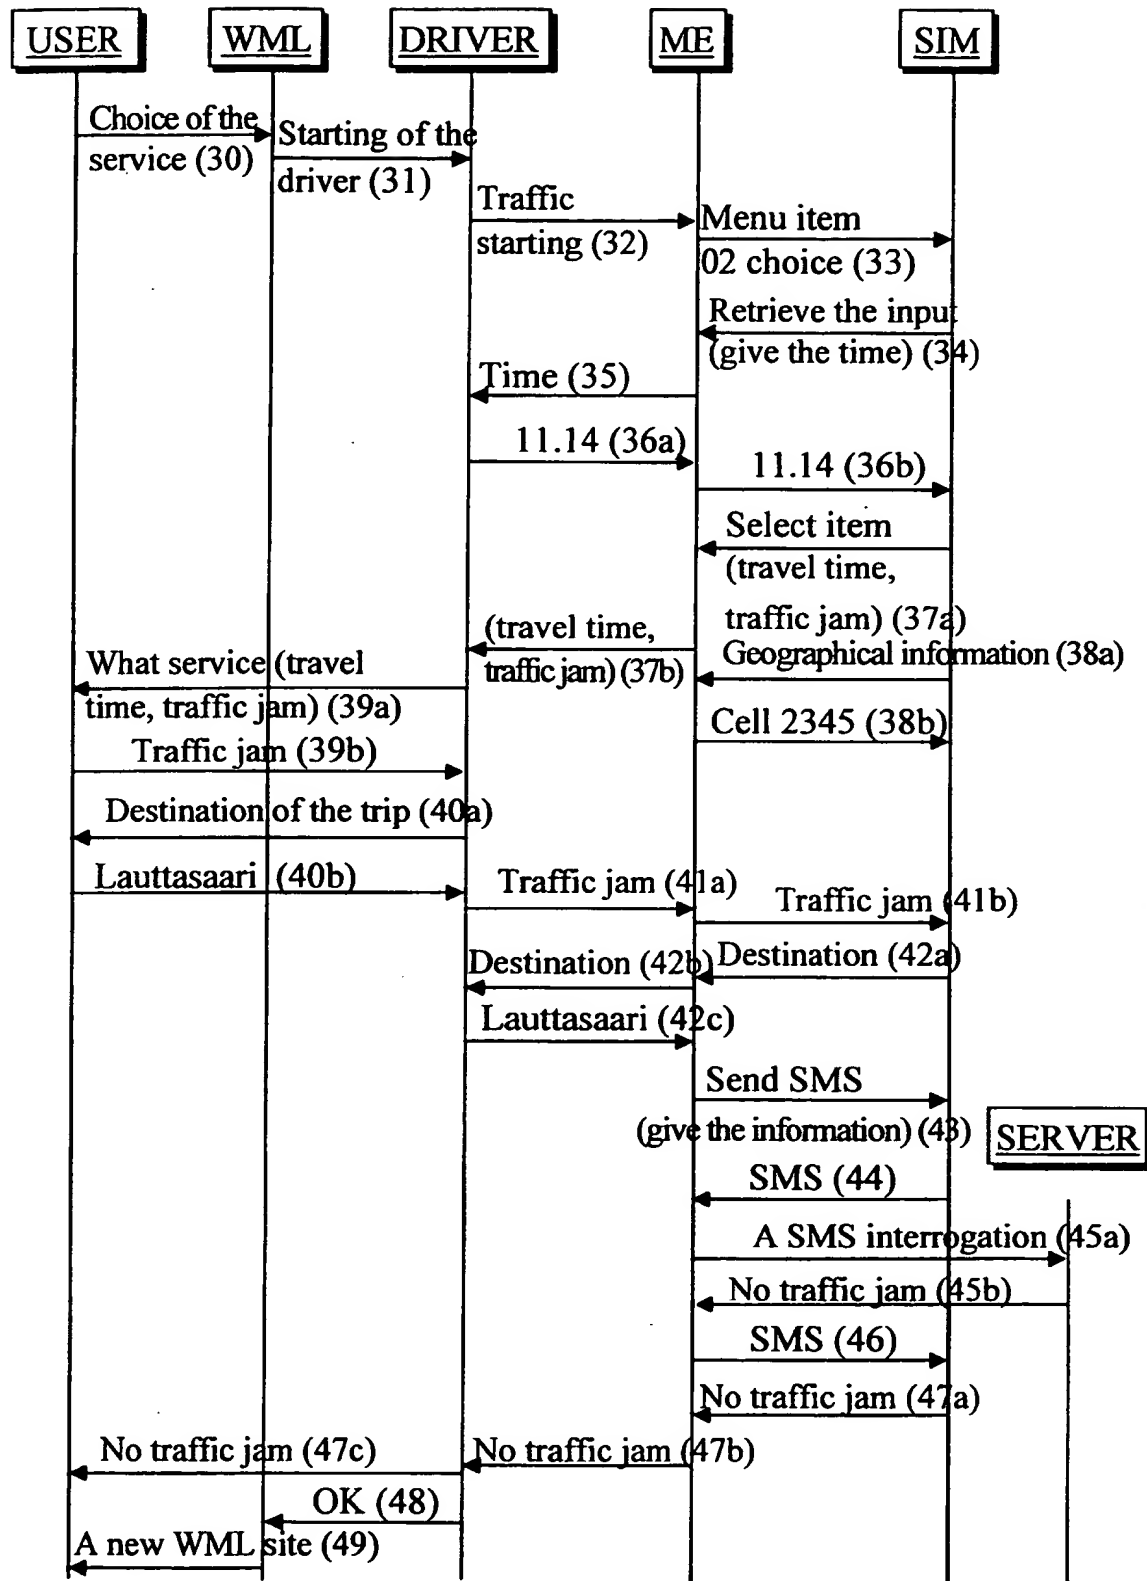 USER WML DRIVER ME SIM
Choice of the
service (30)
Starting of the
driver (31)
Traffic
starting (32)
Menu item
02 choice (33)
Retrieve the input
(give the time) (34)
Time (35)
11.14 (36a)
11.14 (36b)
Select item
(travel time,
traffic jam) (37a)
(travel time,
traffic jam) (37b)
Geographical information (38a)
What service (travel
time, traffic jam) (39a)
Cell 2345 (38b)
Traffic jam (39b)
Destination of the trip (40a)
Lauttasaari (40b)
Traffic jam (41a)
Traffic jam (41b)
Destination (42a)
Destination (42b)
Lauttasaari (42c)
Send SMS
(give the information) (43)
SERVER
SMS (44)
A SMS interrogation (45a)
No traffic jam (45b)
SMS (46)
No traffic jam (47a)
No traffic jam (47b)
No traffic jam (47c)
OK (48)
A new WML site (49)